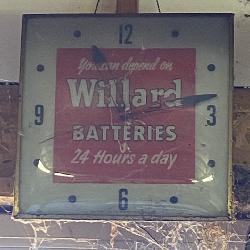 12
You can depend on
Willard
9 3
BATTERIES
24 Hours a day
6